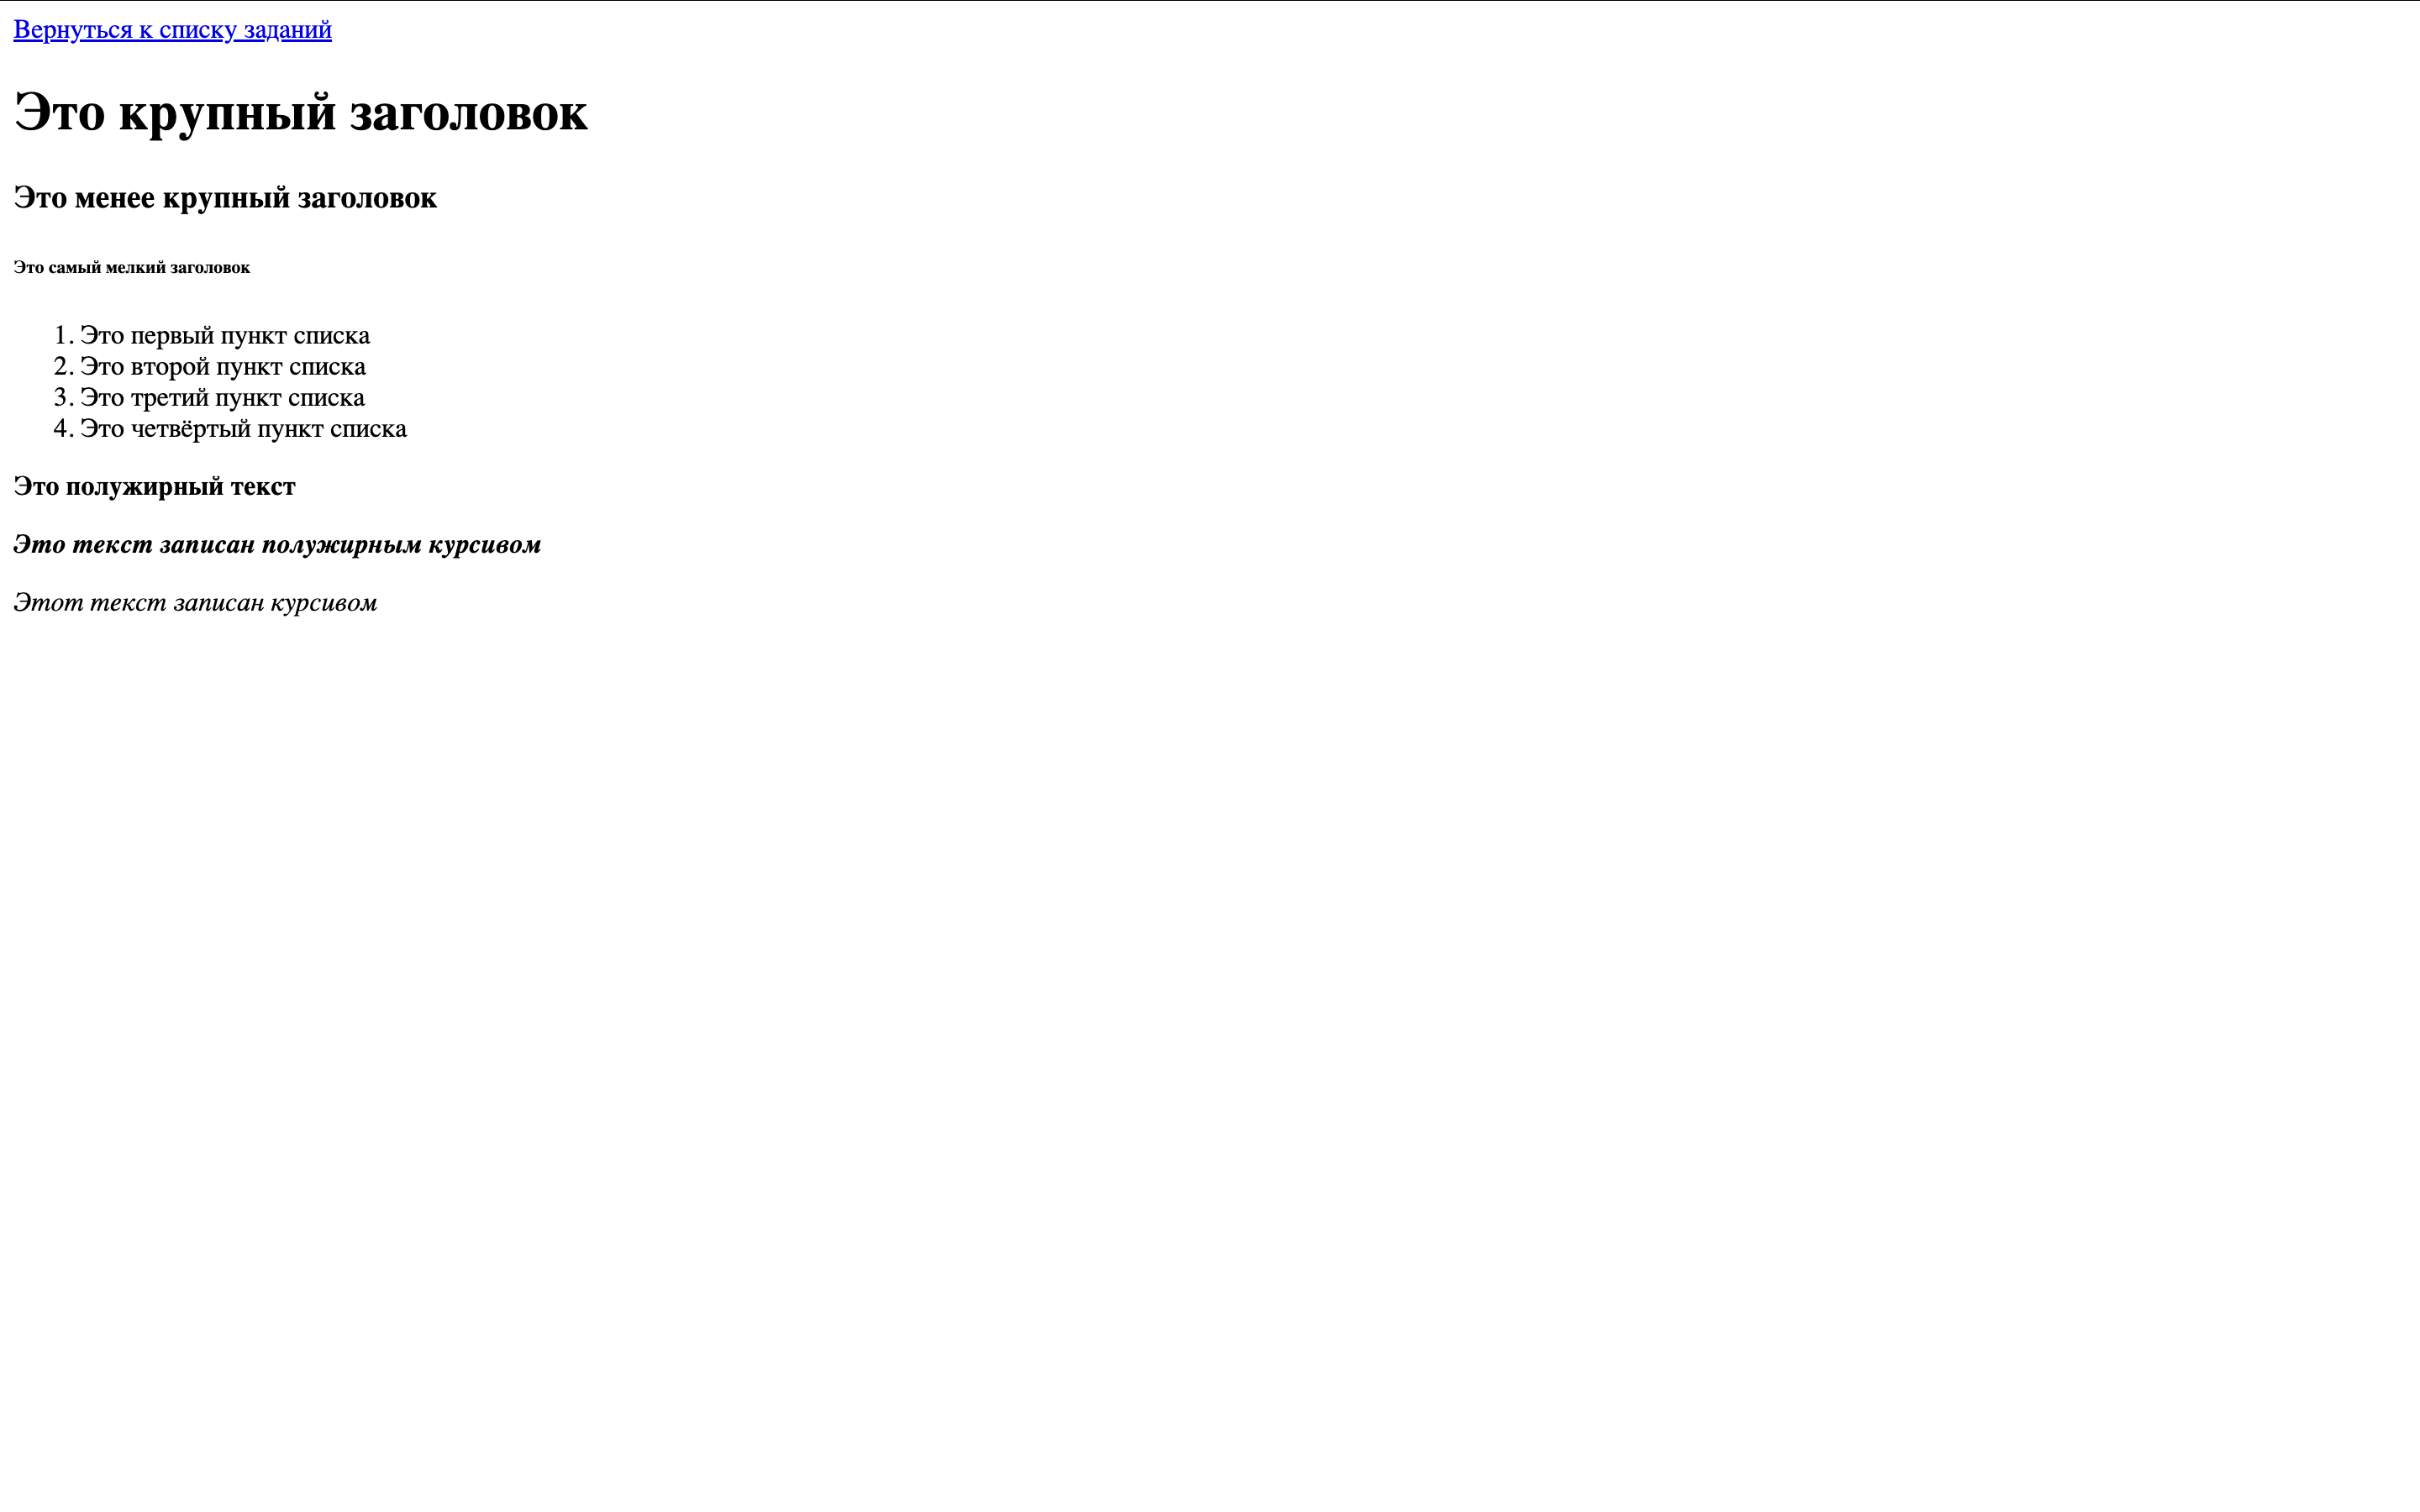 Вернуться к списку заданий
Это крупный заголовок
Это менее крупный заголовок
Это самый мелкий заголовок
1. Это первый пункт списка
2. Это второй пункт списка
3. Это третий пункт списка
4. Это четвёртый пункт списка
Это полужирный текст
Это текст записан полужирным курсивом
Этот текст записан курсивом